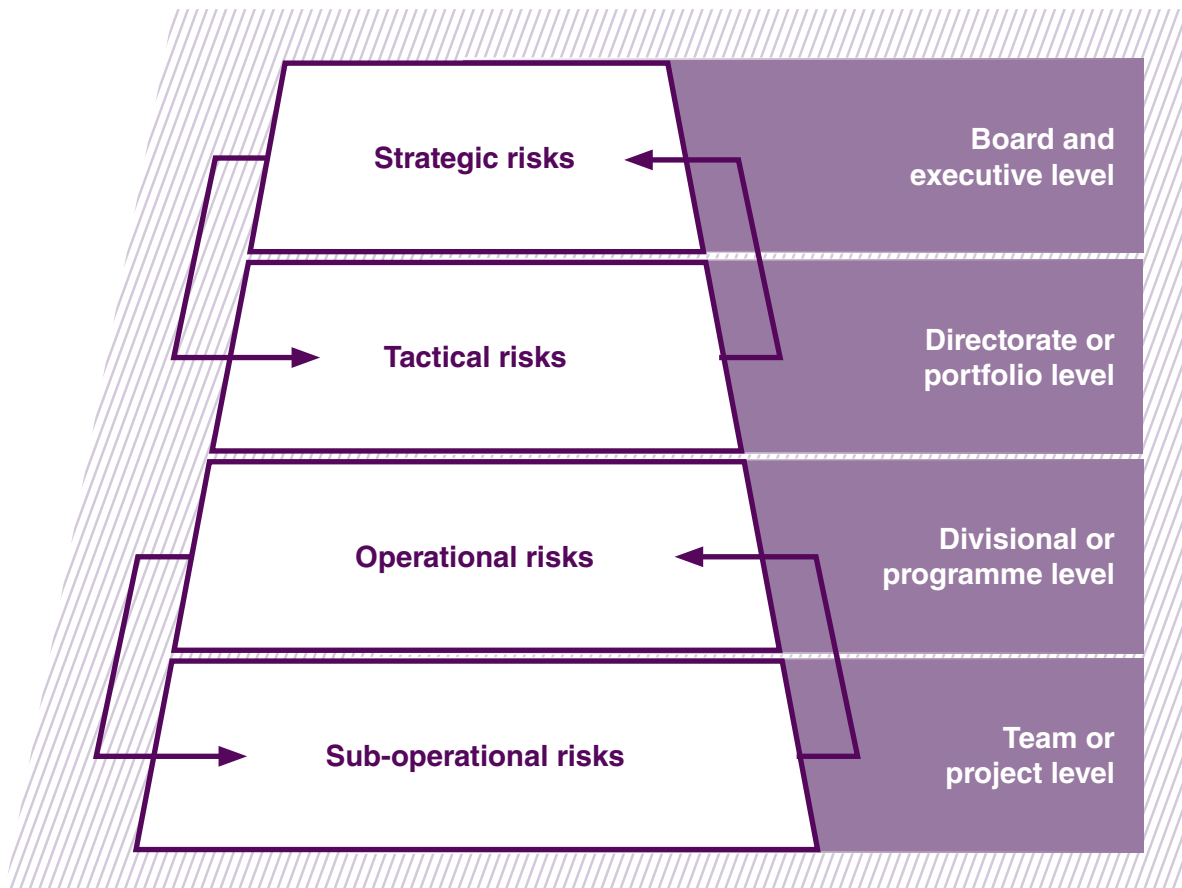 Strategic risks
Board and
executive level
Tactical risks
Directorate or
portfolio level
Operational risks
Divisional or
programme level
Sub-operational risks
Team or
project level